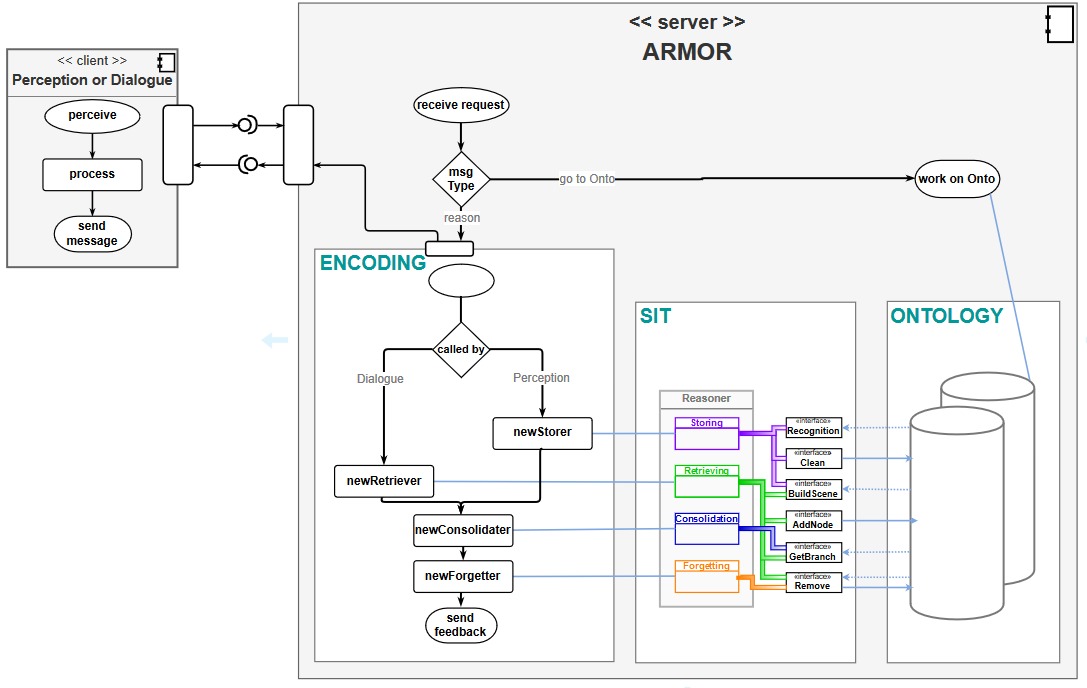 << server >>
ARMOR
<< client >>
Perception or Dialogue
perceive
process
send
message
receive request
msg
Type
go to Onto
work on Onto
reason
ENCODING
called by
Dialogue
Perception
newStorer
newRetriever
newConsolidater
newForgetter
send
feedback
SIT
Reasoner
Storing
Retrieving
Consolidation
Forgetting
«interface»
Recognition
«interface»
Clean
«interface»
BuildScene
«interface»
AddNode
«interface»
GetBranch
«interface»
Remove
ONTOLOGY